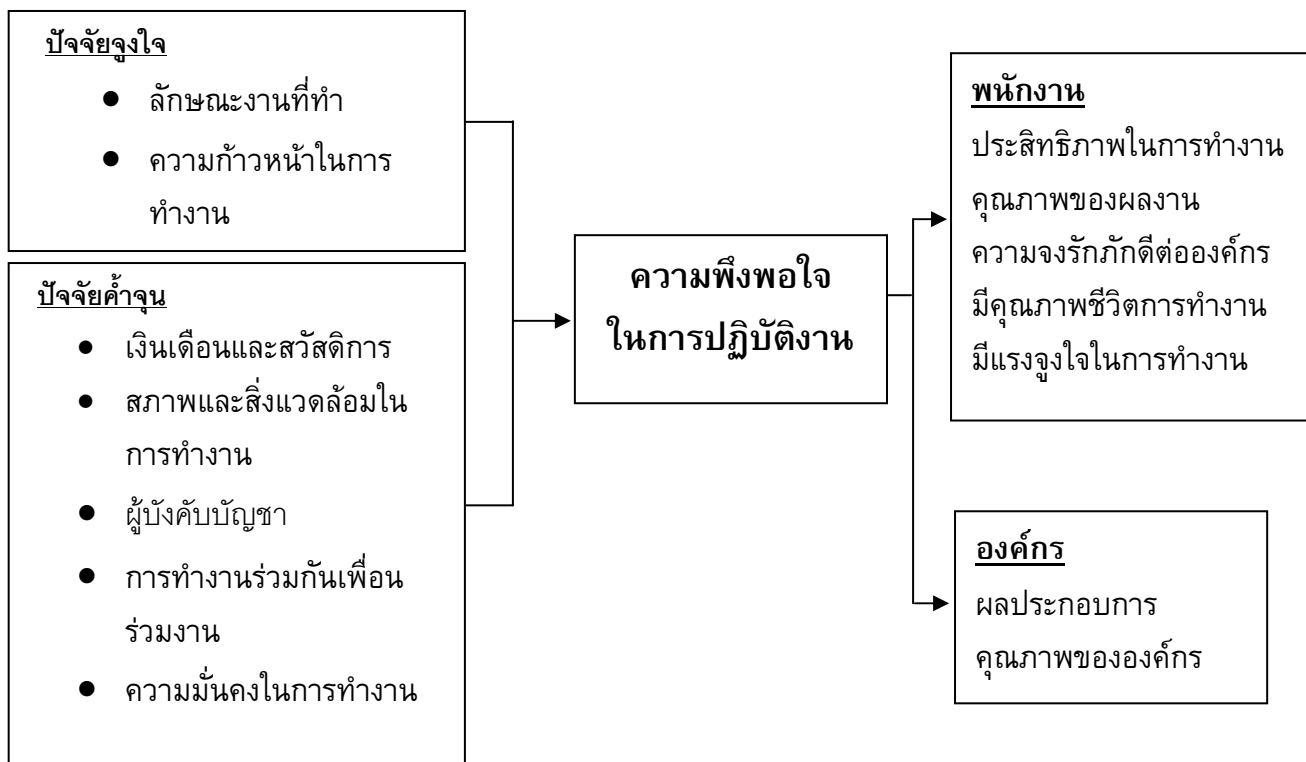 ปัจจัยจูงใจ
● ลักษณะงานที่ทำ
● ความก้าวหน้าในการ
ทำงาน
ปัจจัยค้ำจุน
● เงินเดือนและสวัสดิการ
● สภาพและสิ่งแวดล้อมใน
การทำงาน
● ผู้บังคับบัญชา
● การทำงานร่วมกันเพื่อน
ร่วมงาน
● ความมั่นคงในการทำงาน
ความพึงพอใจ
ในการปฏิบัติงาน
พนักงาน
ประสิทธิภาพในการทำงาน
คุณภาพของผลงาน
ความจงรักภักดีต่อองค์กร
มีคุณภาพชีวิตการทำงาน
มีแรงจูงใจในการทำงาน
องค์กร
ผลประกอบการ
คุณภาพขององค์กร